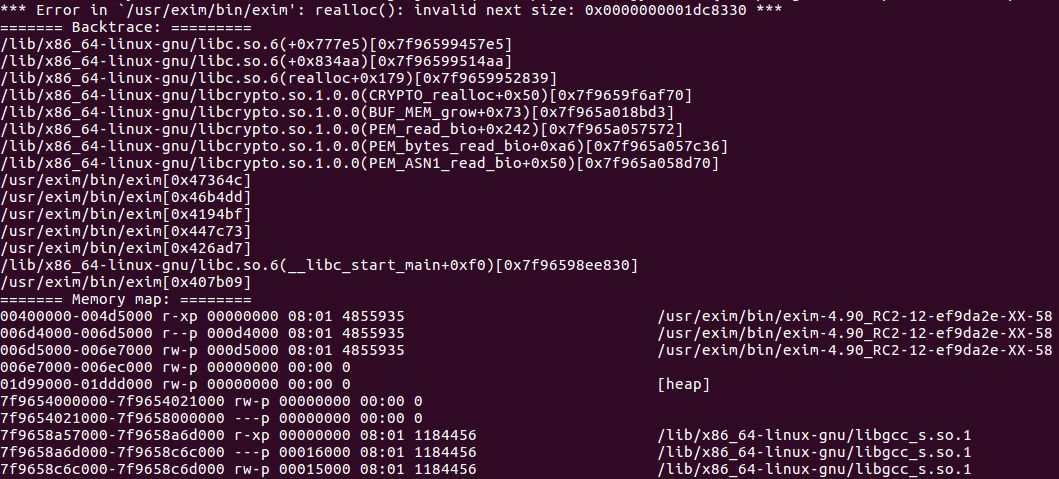 *** Error in `/usr/exim/bin/exim': realloc(): invalid next size: 0x0000000001dc8330 ***
======= Backtrace: =========
/lib/x86_64-linux-gnu/libc.so.6(+0x777e5)[0x7f96599457e5]
/lib/x86_64-linux-gnu/libc.so.6(+0x834aa)[0x7f96599514aa]
/lib/x86_64-linux-gnu/libc.so.6(realloc+0x179)[0x7f9659952839]
/lib/x86_64-linux-gnu/libcrypto.so.1.0.0(CRYPTO_realloc+0x50)[0x7f9659f6af70]
/lib/x86_64-linux-gnu/libcrypto.so.1.0.0(BUF_MEM_grow+0x73)[0x7f965a018bd3]
/lib/x86_64-linux-gnu/libcrypto.so.1.0.0(PEM_read_bio+0x242)[0x7f965a057572]
/lib/x86_64-linux-gnu/libcrypto.so.1.0.0(PEM_bytes_read_bio+0xa6)[0x7f965a057c36]
/lib/x86_64-linux-gnu/libcrypto.so.1.0.0(PEM_ASN1_read_bio+0x50)[0x7f965a058d70]
/usr/exim/bin/exim[0x47364c]
/usr/exim/bin/exim[0x46b4dd]
/usr/exim/bin/exim[0x4194bf]
/usr/exim/bin/exim[0x447c73]
/usr/exim/bin/exim[0x426ad7]
/lib/x86_64-linux-gnu/libc.so.6(__libc_start_main+0xf0)[0x7f96598ee830]
/usr/exim/bin/exim[0x407b09]
======= Memory map: ========
00400000-004d5000 r-xp 00000000 08:01 4855935 /usr/exim/bin/exim-4.90_RC2-12-ef9da2e-XX-58
006d4000-006d5000 r--p 000d4000 08:01 4855935 /usr/exim/bin/exim-4.90_RC2-12-ef9da2e-XX-58
006d5000-006e7000 rw-p 000d5000 08:01 4855935 /usr/exim/bin/exim-4.90_RC2-12-ef9da2e-XX-58
006e7000-006ec000 rw-p 00000000 00:00 0
01d99000-01ddd000 rw-p 00000000 00:00 0 [heap]
7f9654000000-7f9654021000 rw-p 00000000 00:00 0
7f9654021000-7f9658000000 ---p 00000000 00:00 0
7f9658a57000-7f9658a6d000 r-xp 00000000 08:01 1184456 /lib/x86_64-linux-gnu/libgcc_s.so.1
7f9658a6d000-7f9658c6c000 ---p 00016000 08:01 1184456 /lib/x86_64-linux-gnu/libgcc_s.so.1
7f9658c6c000-7f9658c6d000 rw-p 00015000 08:01 1184456 /lib/x86_64-linux-gnu/libgcc_s.so.1